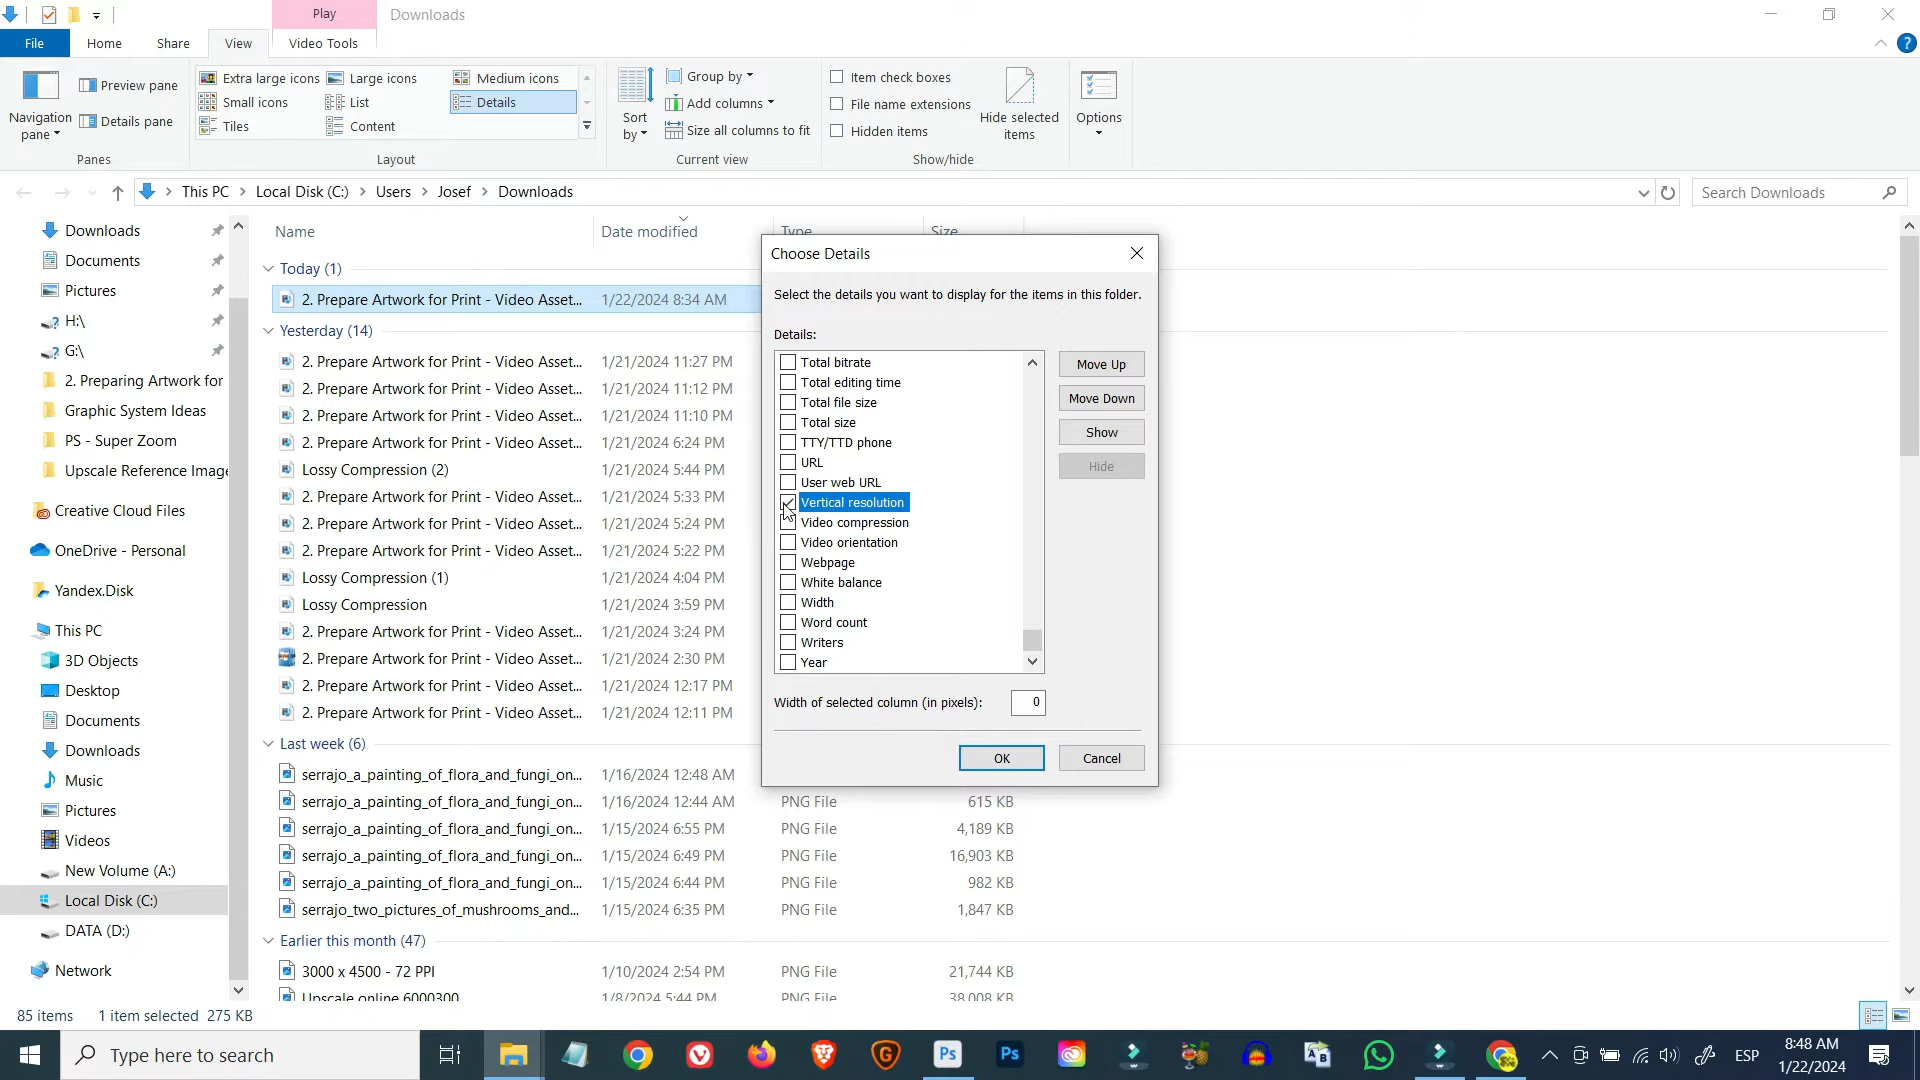 Play Downloads
File Home Share View Video Tools
Navigation pane
Preview pane
Details pane
Panes
Extra large icons Large icons Medium icons
Small icons List Details
Tiles Content
Layout
Sort by
Group by
Add columns
Size all columns to fit
Current view
Item check boxes
File name extensions
Hidden items
Hide selected items
Show/hide
Options
This PC Local Disk (C:) Users Josef Downloads
Search Downloads
Downloads
Documents
Pictures
H:\
G:\
2. Preparing Artwork for
Graphic System Ideas
PS - Super Zoom
Upscale Reference Image
Creative Cloud Files
OneDrive - Personal
Yandex.Disk
This PC
3D Objects
Desktop
Documents
Downloads
Music
Pictures
Videos
New Volume (A:)
Local Disk (C:)
DATA (D:)
Network
Name Date modified Type Size
Today (1)
2. Prepare Artwork for Print - Video Asset... 1/22/2024 8:34 AM
Yesterday (14)
2. Prepare Artwork for Print - Video Asset... 1/21/2024 11:27 PM
2. Prepare Artwork for Print - Video Asset... 1/21/2024 11:12 PM
2. Prepare Artwork for Print - Video Asset... 1/21/2024 11:10 PM
2. Prepare Artwork for Print - Video Asset... 1/21/2024 6:24 PM
Lossy Compression (2) 1/21/2024 5:44 PM
2. Prepare Artwork for Print - Video Asset... 1/21/2024 5:33 PM
2. Prepare Artwork for Print - Video Asset... 1/21/2024 5:24 PM
2. Prepare Artwork for Print - Video Asset... 1/21/2024 5:22 PM
Lossy Compression (1) 1/21/2024 4:04 PM
Lossy Compression 1/21/2024 3:59 PM
2. Prepare Artwork for Print - Video Asset... 1/21/2024 3:24 PM
2. Prepare Artwork for Print - Video Asset... 1/21/2024 2:30 PM
2. Prepare Artwork for Print - Video Asset... 1/21/2024 12:17 PM
2. Prepare Artwork for Print - Video Asset... 1/21/2024 12:11 PM
Last week (6)
serrajo_a_painting_of_flora_and_fungi_on... 1/16/2024 12:48 AM
serrajo_a_painting_of_flora_and_fungi_on... 1/16/2024 12:44 AM PNG File 615 KB
serrajo_a_painting_of_flora_and_fungi_on... 1/15/2024 6:55 PM PNG File 4,189 KB
serrajo_a_painting_of_flora_and_fungi_on... 1/15/2024 6:49 PM PNG File 16,903 KB
serrajo_a_painting_of_flora_and_fungi_on... 1/15/2024 6:44 PM PNG File 982 KB
serrajo_two_pictures_of_mushrooms_and... 1/15/2024 6:35 PM PNG File 1,847 KB
Earlier this month (47)
3000 x 4500 - 72 PPI 1/10/2024 2:54 PM PNG File 21,744 KB
Upscale online 6000300 1/8/2024 5:44 PM PNG File 38,008 KB
Choose Details
Select the details you want to display for the items in this folder.
Details:
Total bitrate
Total editing time
Total file size
Total size
TTY/TTD phone
URL
User web URL
Vertical resolution
Video compression
Video orientation
Webpage
White balance
Width
Word count
Writers
Year
Move Up
Move Down
Show
Hide
Width of selected column (in pixels): 0
OK Cancel
85 items 1 item selected 275 KB
Type here to search
Ps Ps
ESP
8:48 AM
1/22/2024